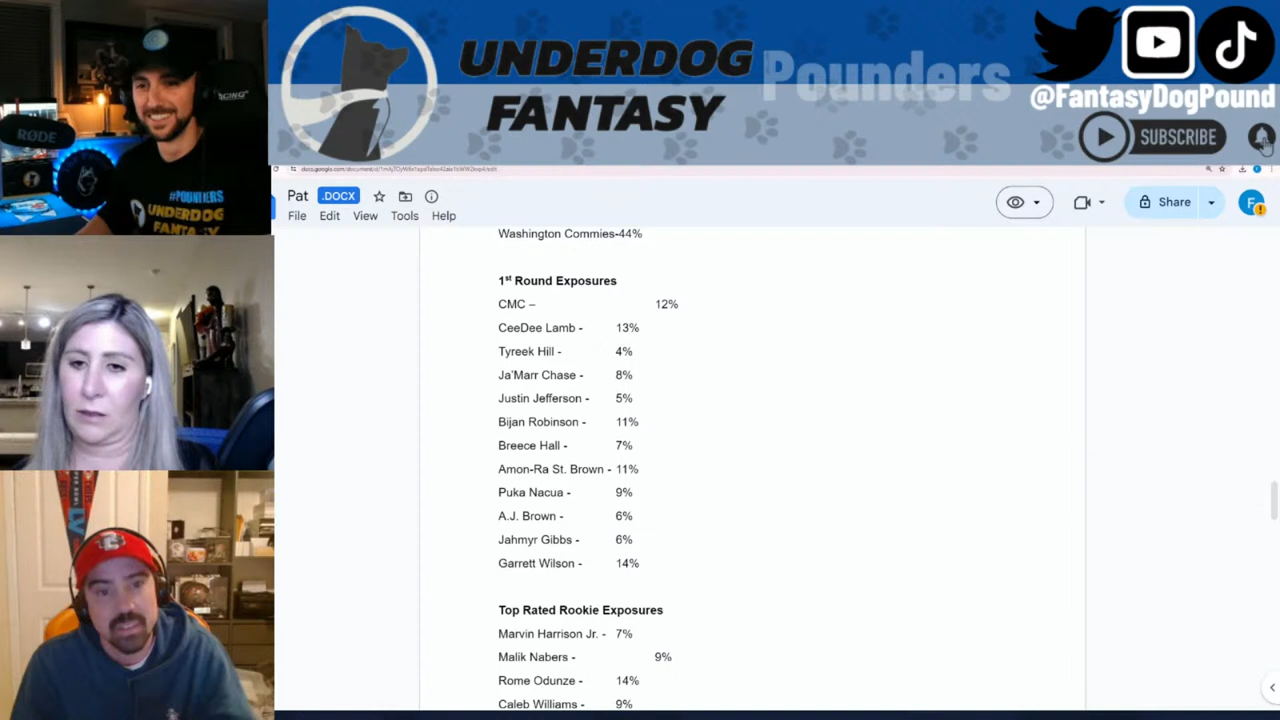 UNDERDOG
FANTASY
Pounders
@FantasyDogPound
SUBSCRIBE
RØDE
#POUNDERS
UNDERDOG
FANTASY
Pat
.DOCX
File
Edit
View
Tools
Help
Share
F
Washington Commies-44%
1st Round Exposures
CMC – 12%
CeeDee Lamb - 13%
Tyreek Hill - 4%
Ja'Marr Chase - 8%
Justin Jefferson - 5%
Bijan Robinson - 11%
Breece Hall - 7%
Amon-Ra St. Brown - 11%
Puka Nacua - 9%
A.J. Brown - 6%
Jahmyr Gibbs - 6%
Garrett Wilson - 14%
Top Rated Rookie Exposures
Marvin Harrison Jr. - 7%
Malik Nabers - 9%
Rome Odunze - 14%
Caleb Williams - 9%